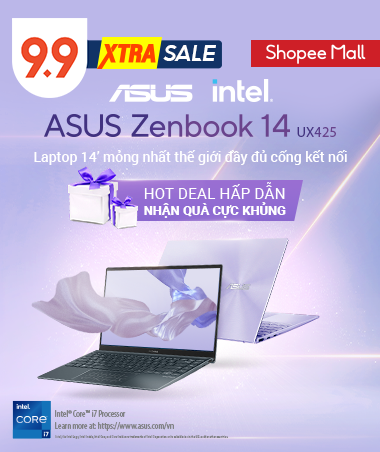 9.9 XTRA SALE
Shopee Mall
ASUS intel.
ASUS Zenbook 14 UX425
Laptop 14' mỏng nhất thế giới đầy đủ cổng kết nối
HOT DEAL HẤP DẪN
NHẬN QUÀ CỰC KHỦNG
ASUS
intel.
CORE
i7
Intel® Core™ i7 Processor
Learn more at: https://www.asus.com/vn